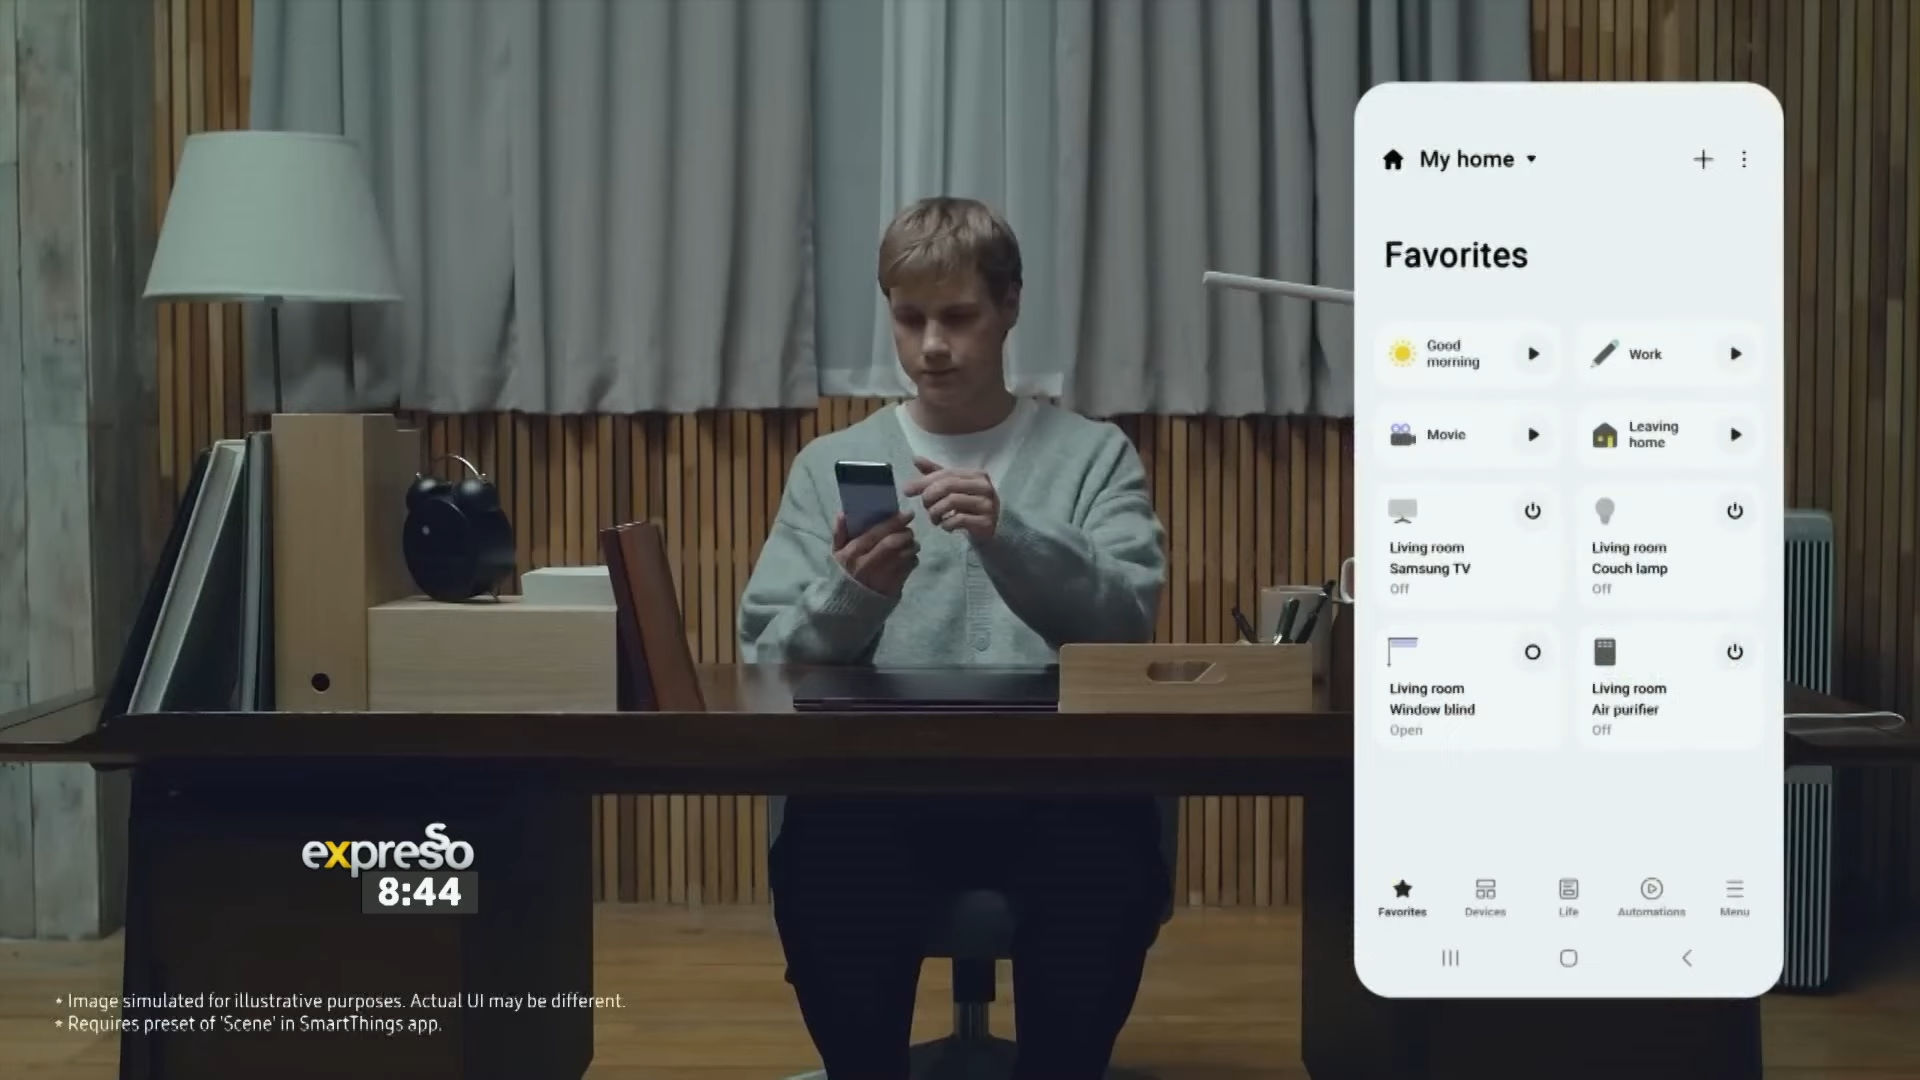 My home
Favorites
Good
morning
Work
Movie
Leaving
home
Living room
Samsung TV
Off
Living room
Couch lamp
Off
Living room
Window blind
Open
Living room
Air purifier
Off
Favorites
Devices
Life
Automations
Menu
expresso
8:44
* Image simulated for illustrative purposes. Actual UI may be different.
* Requires preset of 'Scene' in SmartThings app.